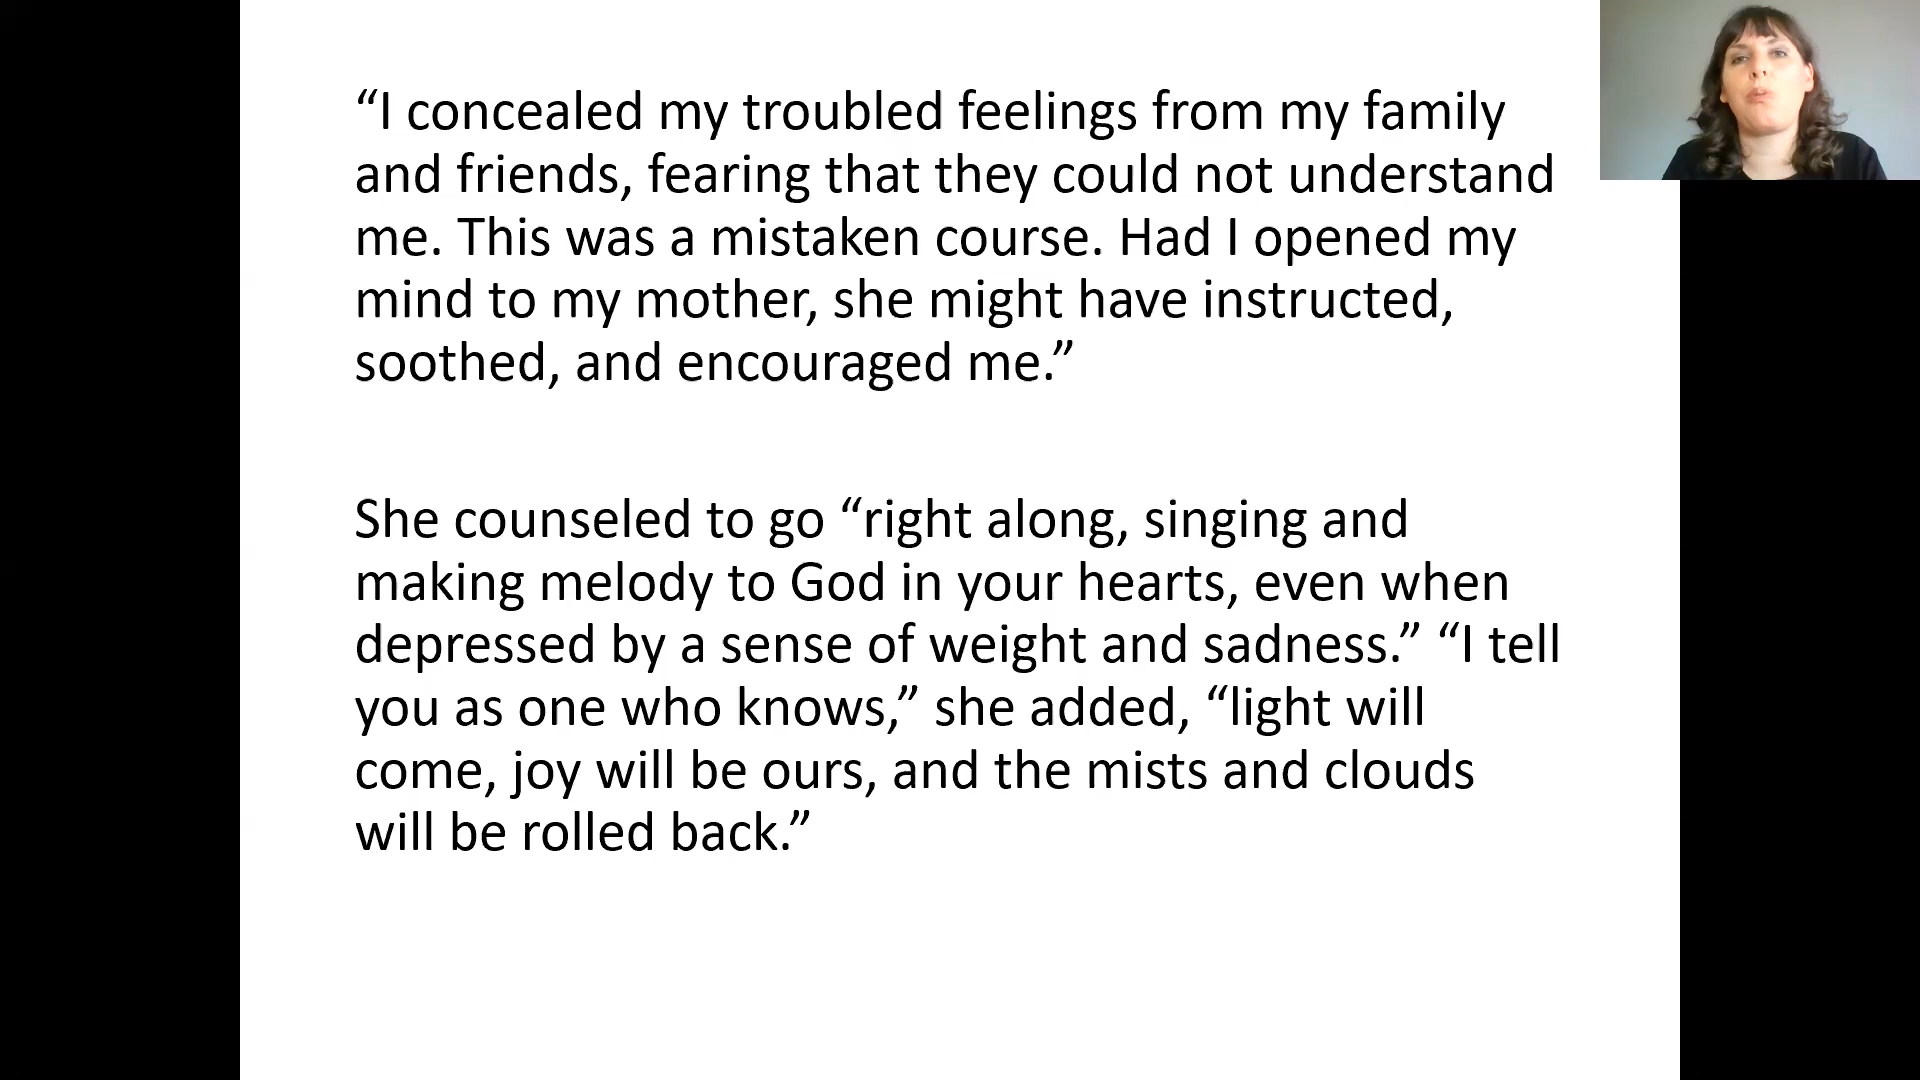 “I concealed my troubled feelings from my family
and friends, fearing that they could not understand
me. This was a mistaken course. Had I opened my
mind to my mother, she might have instructed,
soothed, and encouraged me.”
She counseled to go “right along, singing and
making melody to God in your hearts, even when
depressed by a sense of weight and sadness.” “I tell
you as one who knows,” she added, “light will
come, joy will be ours, and the mists and clouds
will be rolled back.”